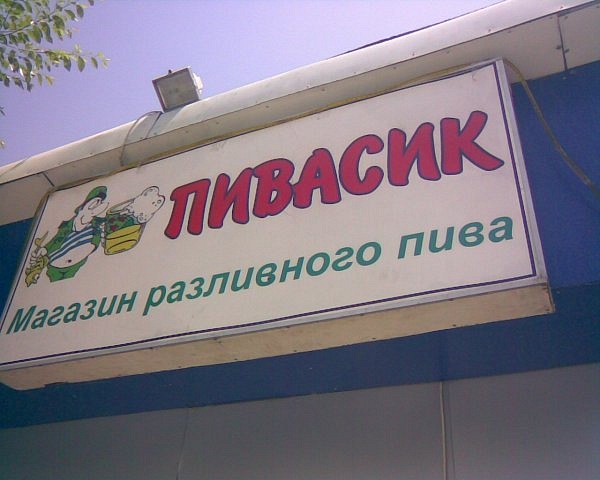 ПИВАСИК
Магазин разливного пива